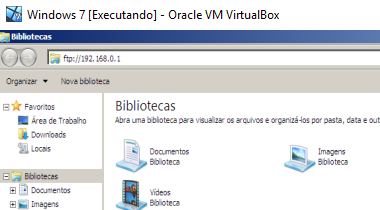 Windows 7 [Executando] - Oracle VM VirtualBox
Bibliotecas
ftp://192.168.0.1
Organizar
Nova biblioteca
Favoritos
Área de Trabalho
Downloads
Locais
Bibliotecas
Documentos
Imagens
Bibliotecas
Abra uma biblioteca para visualizar os arquivos e organizá-los por pasta, data e out
Documentos
Biblioteca
Imagens
Biblioteca
Vídeos
Biblioteca